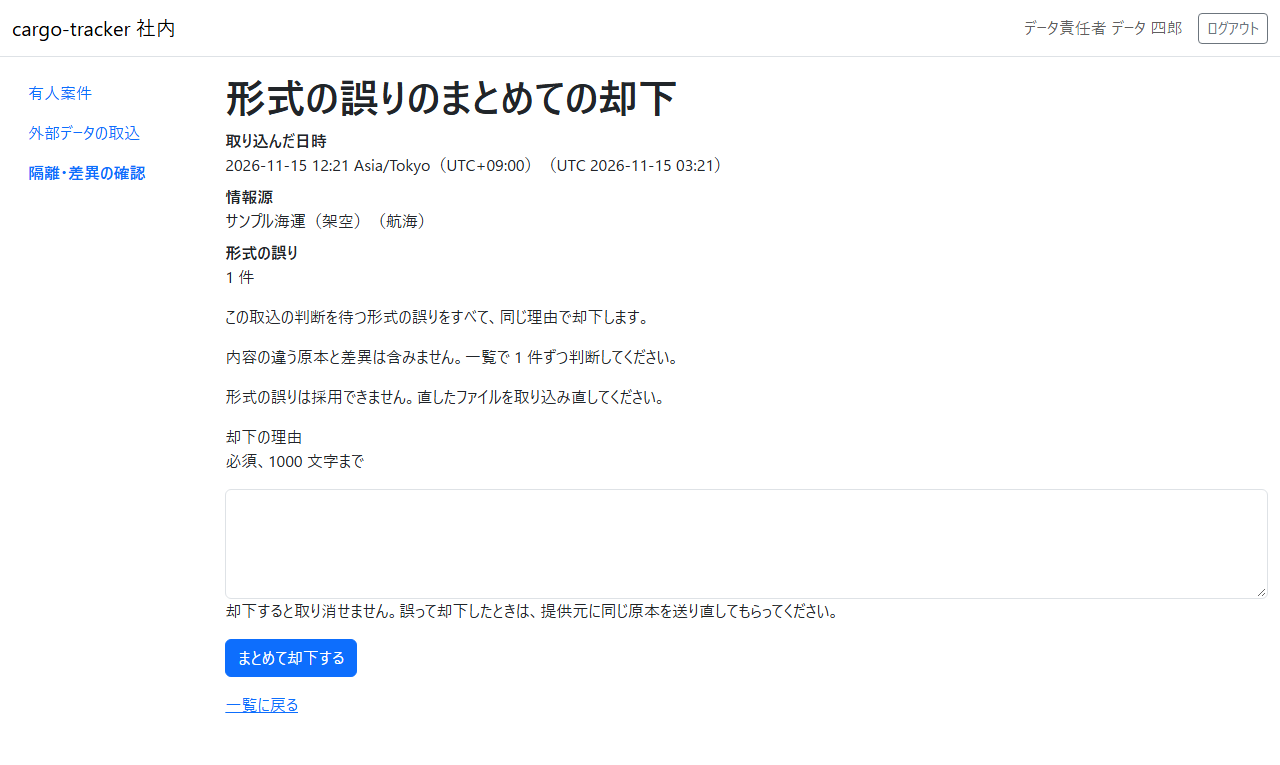 cargo-tracker 社内
データ責任者 データ 四郎
ログアウト
有人案件
外部データの取込
隔離・差異の確認
形式の誤りのまとめての却下
取り込んだ日時
2026-11-15 12:21 Asia/Tokyo（UTC+09:00）（UTC 2026-11-15 03:21）
情報源
サンプル海運（架空）（航海）
形式の誤り
1 件
この取込の判断を待つ形式の誤りをすべて、同じ理由で却下します。
内容の違う原本と差異は含みません。一覧で 1 件ずつ判断してください。
形式の誤りは採用できません。直したファイルを取り込み直してください。
却下の理由
必須、1000 文字まで
却下すると取り消せません。誤って却下したときは、提供元に同じ原本を送り直してもらってください。
まとめて却下する
一覧に戻る